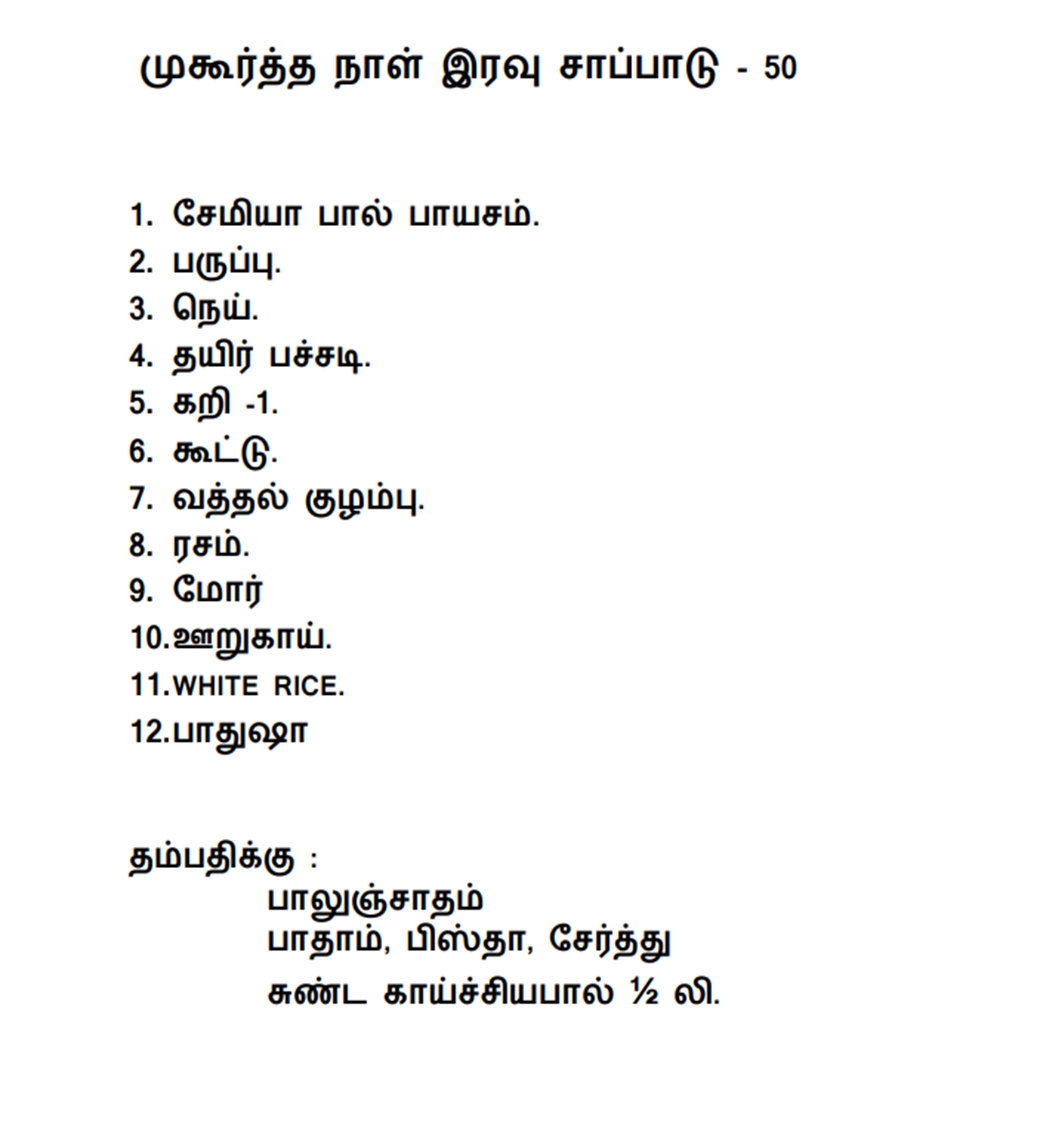 முகூர்த்த நாள் இரவு சாப்பாடு - 50
1. சேமியா பால் பாயசம்.
2. பருப்பு.
3. நெய்.
4. தயிர் பச்சடி.
5. கறி -1.
6. கூட்டு.
7. வத்தல் குழம்பு.
8. ரசம்.
9. மோர்
10.ஊறுகாய்.
11.WHITE RICE.
12.பாதுஷா
தம்பதிக்கு :
பாலுஞ்சாதம்
பாதாம், பிஸ்தா, சேர்த்து
சுண்ட காய்ச்சியபால் ½ லி.